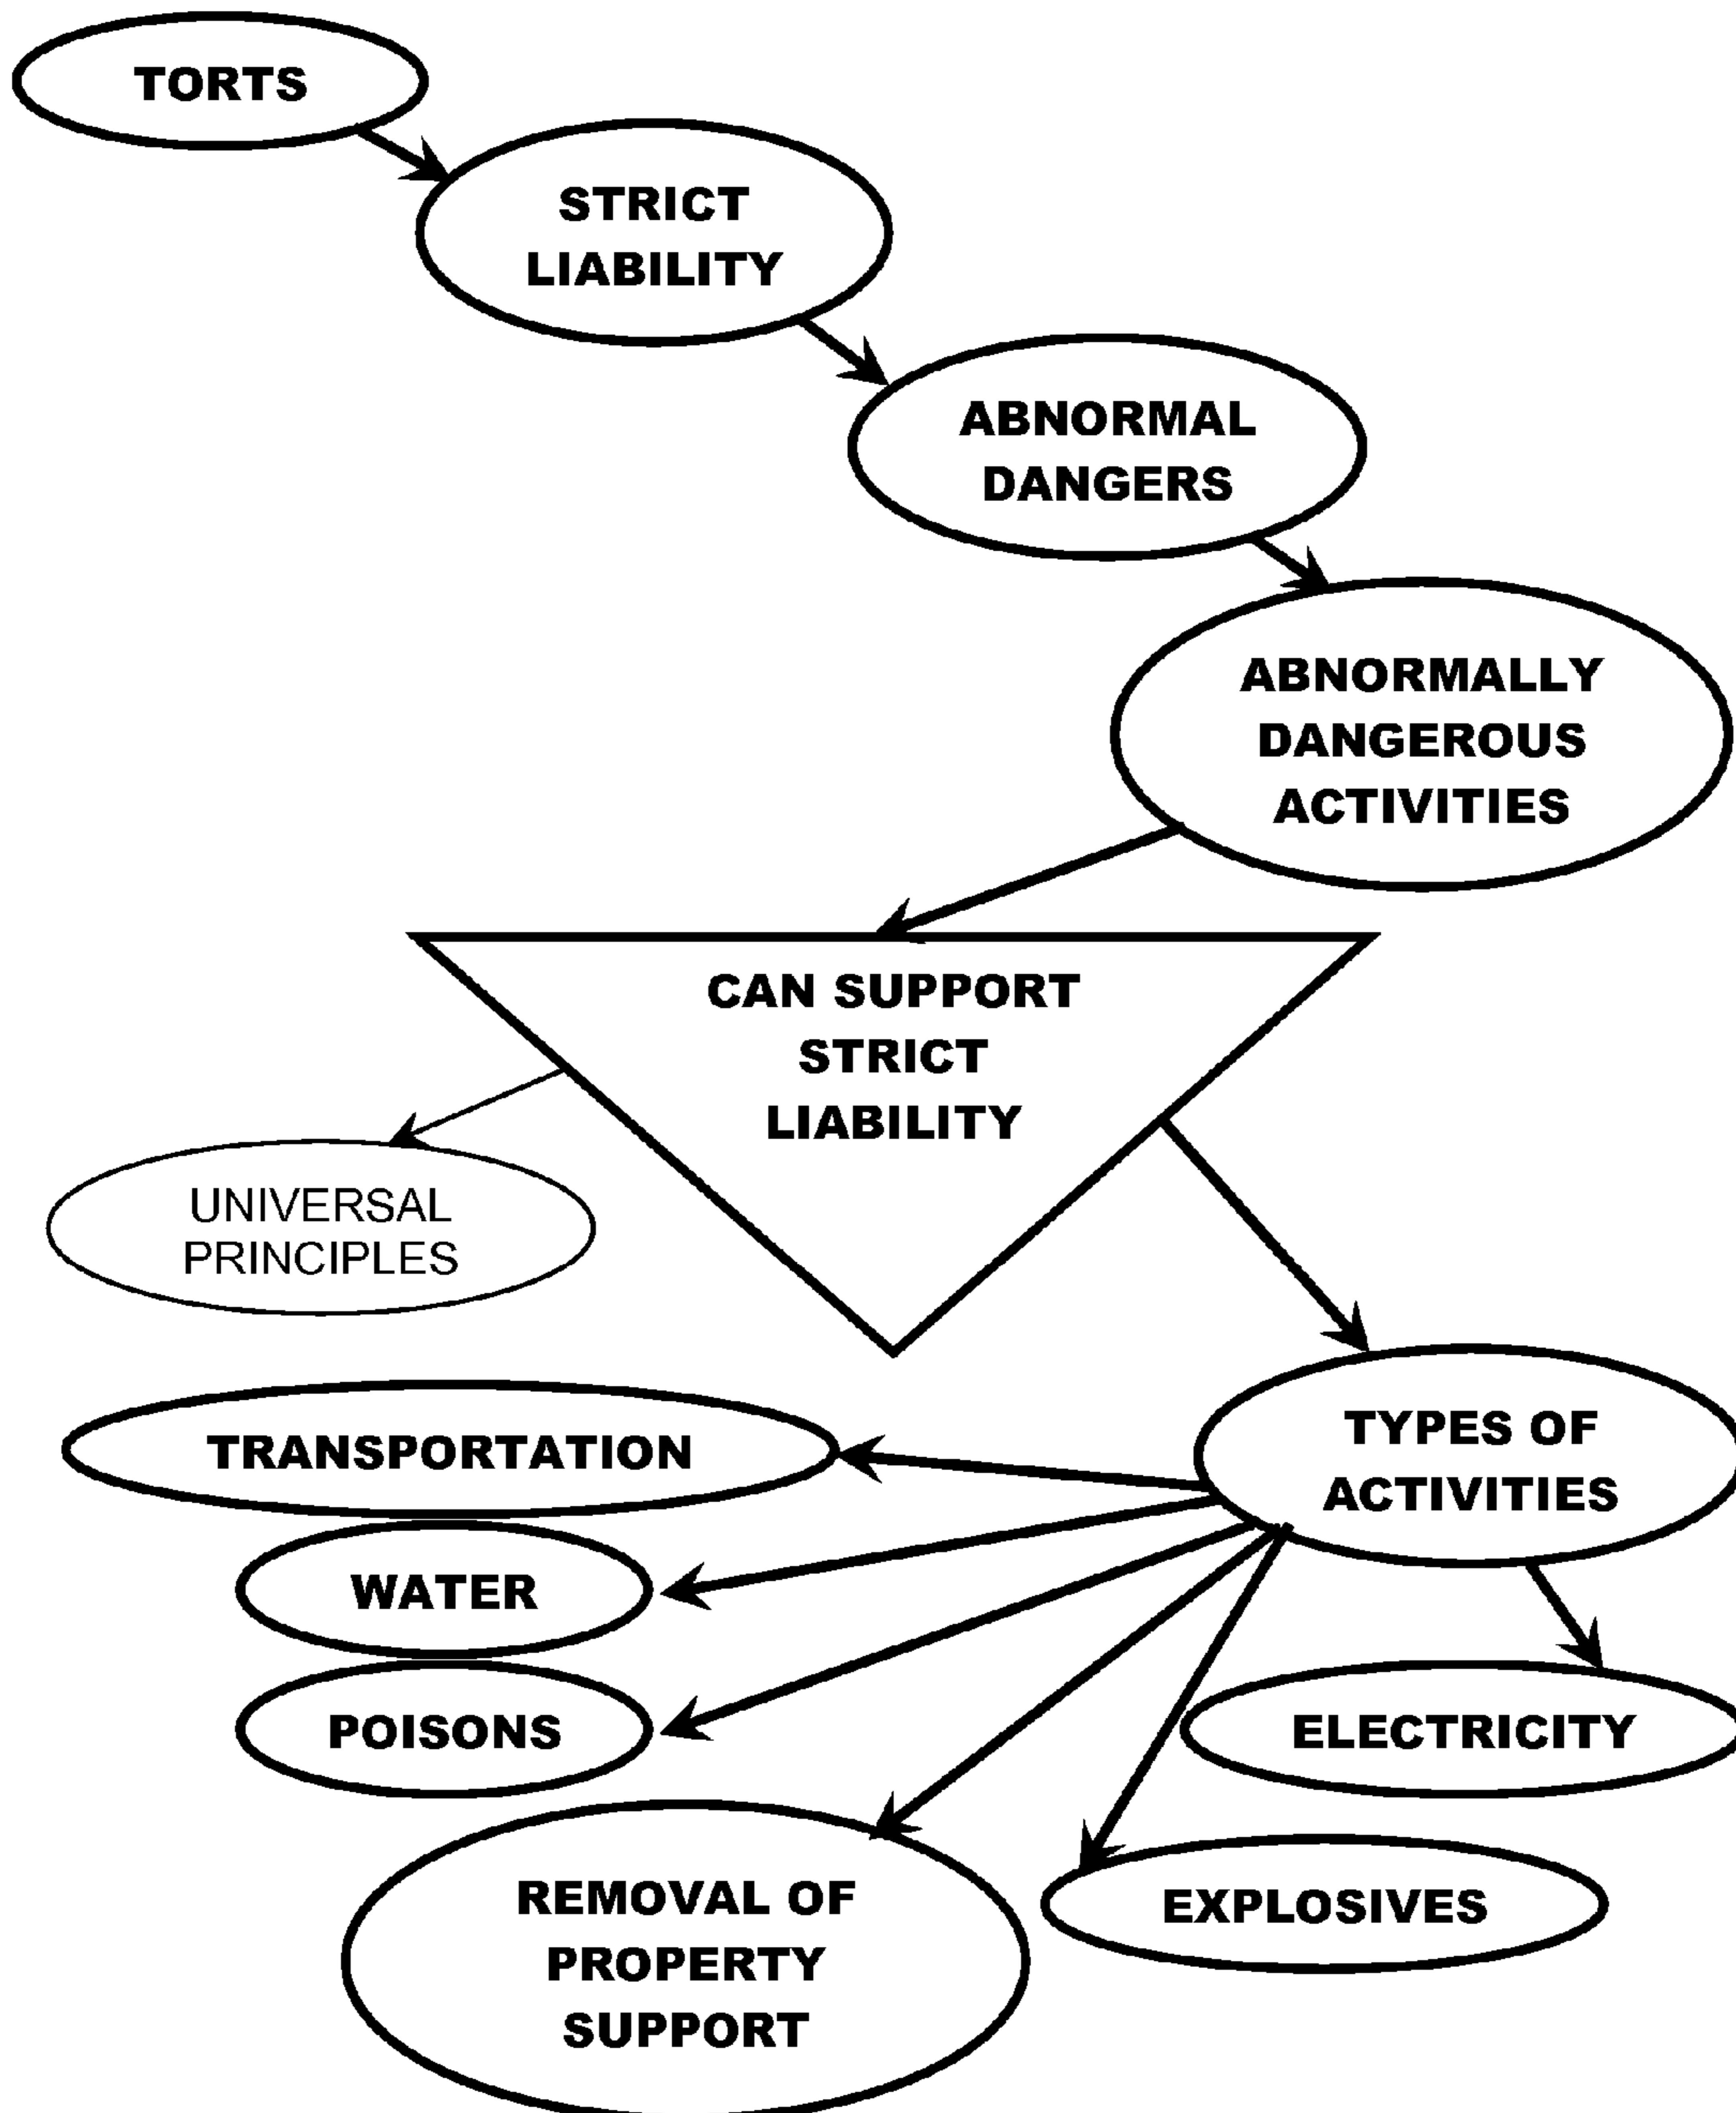 TORTS
STRICT
LIABILITY
ABNORMAL
DANGERS
ABNORMALLY
DANGEROUS
ACTIVITIES
CAN SUPPORT
STRICT
LIABILITY
UNIVERSAL
PRINCIPLES
TYPES OF
ACTIVITIES
TRANSPORTATION
WATER
POISONS
ELECTRICITY
REMOVAL OF
PROPERTY
SUPPORT
EXPLOSIVES